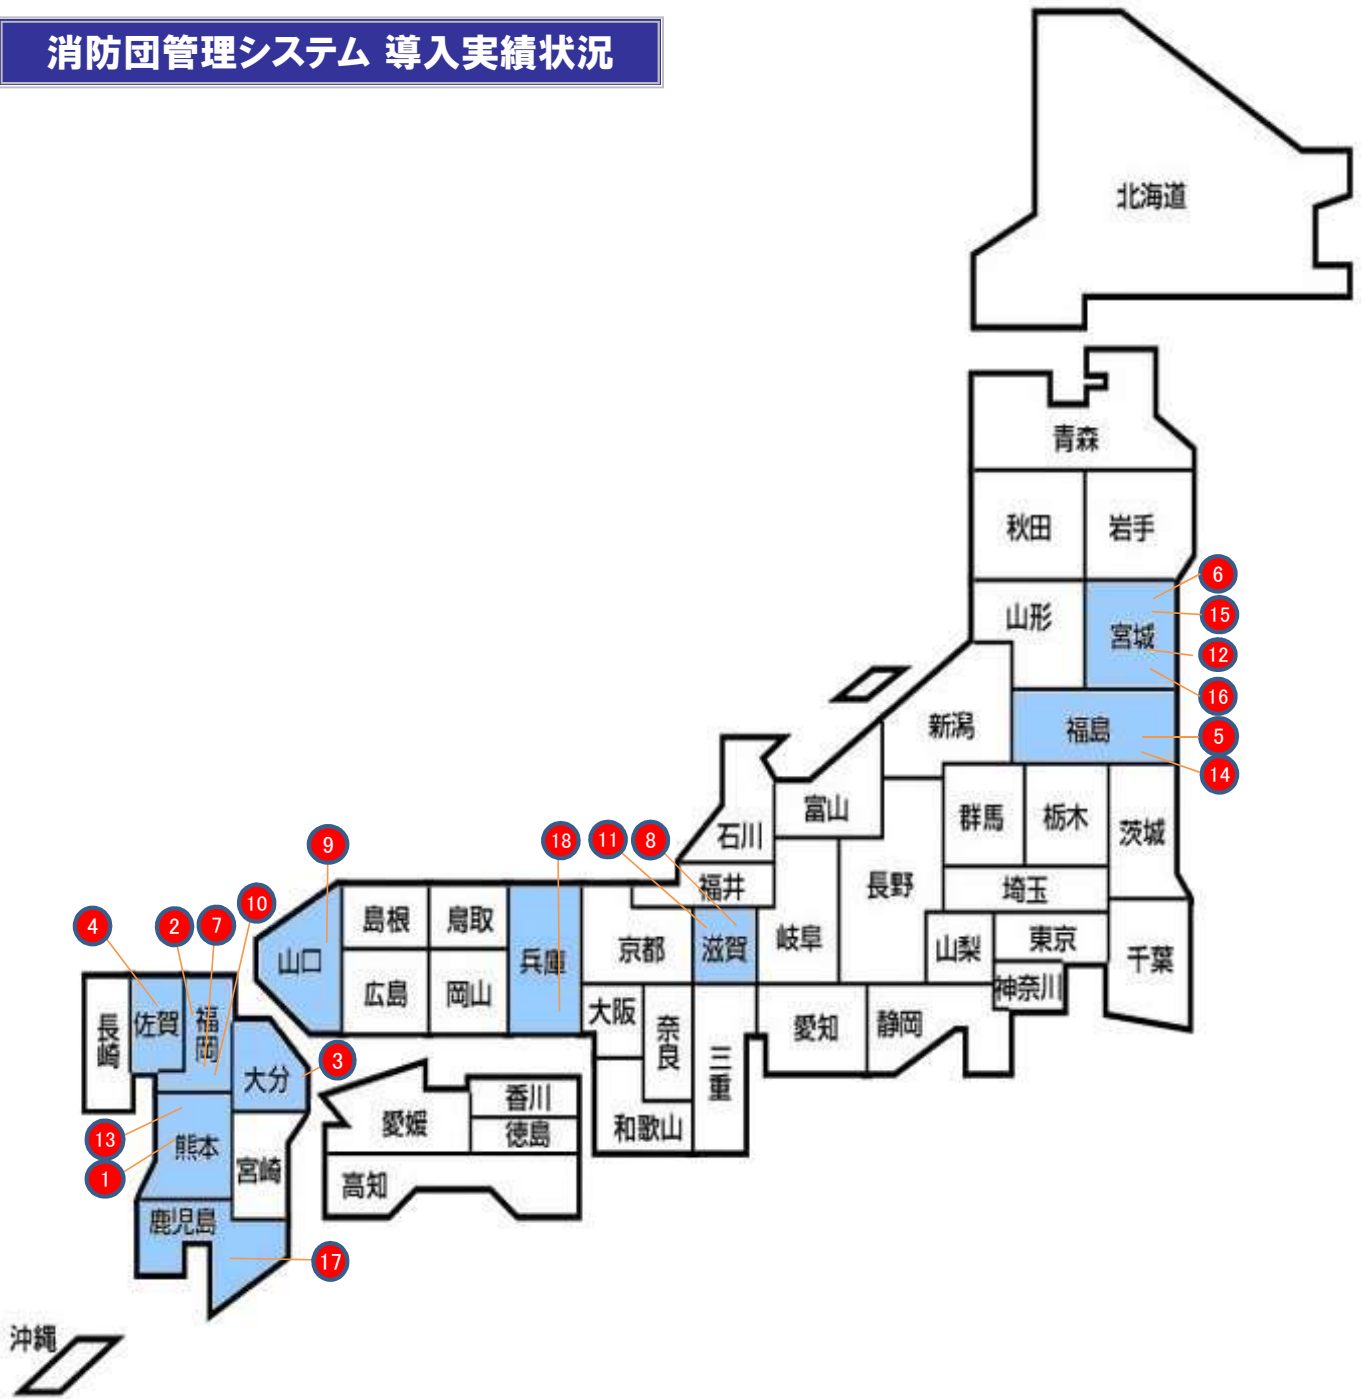 消防団管理システム 導入実績状況
北海道
青森
秋田
岩手
6
山形
15
宮城
12
16
新潟
福島
5
14
富山
群馬
栃木
茨城
石川
9
18
11
8
福井
長野
埼玉
4
2
7
10
島根
鳥取
兵庫
京都
滋賀
岐阜
山梨
東京
千葉
山口
広島
岡山
神奈川
長崎
佐賀
福岡
大阪
奈良
三重
愛知
静岡
大分
3
香川
愛媛
徳島
和歌山
13
熊本
1
宮崎
高知
鹿児島
17
沖縄